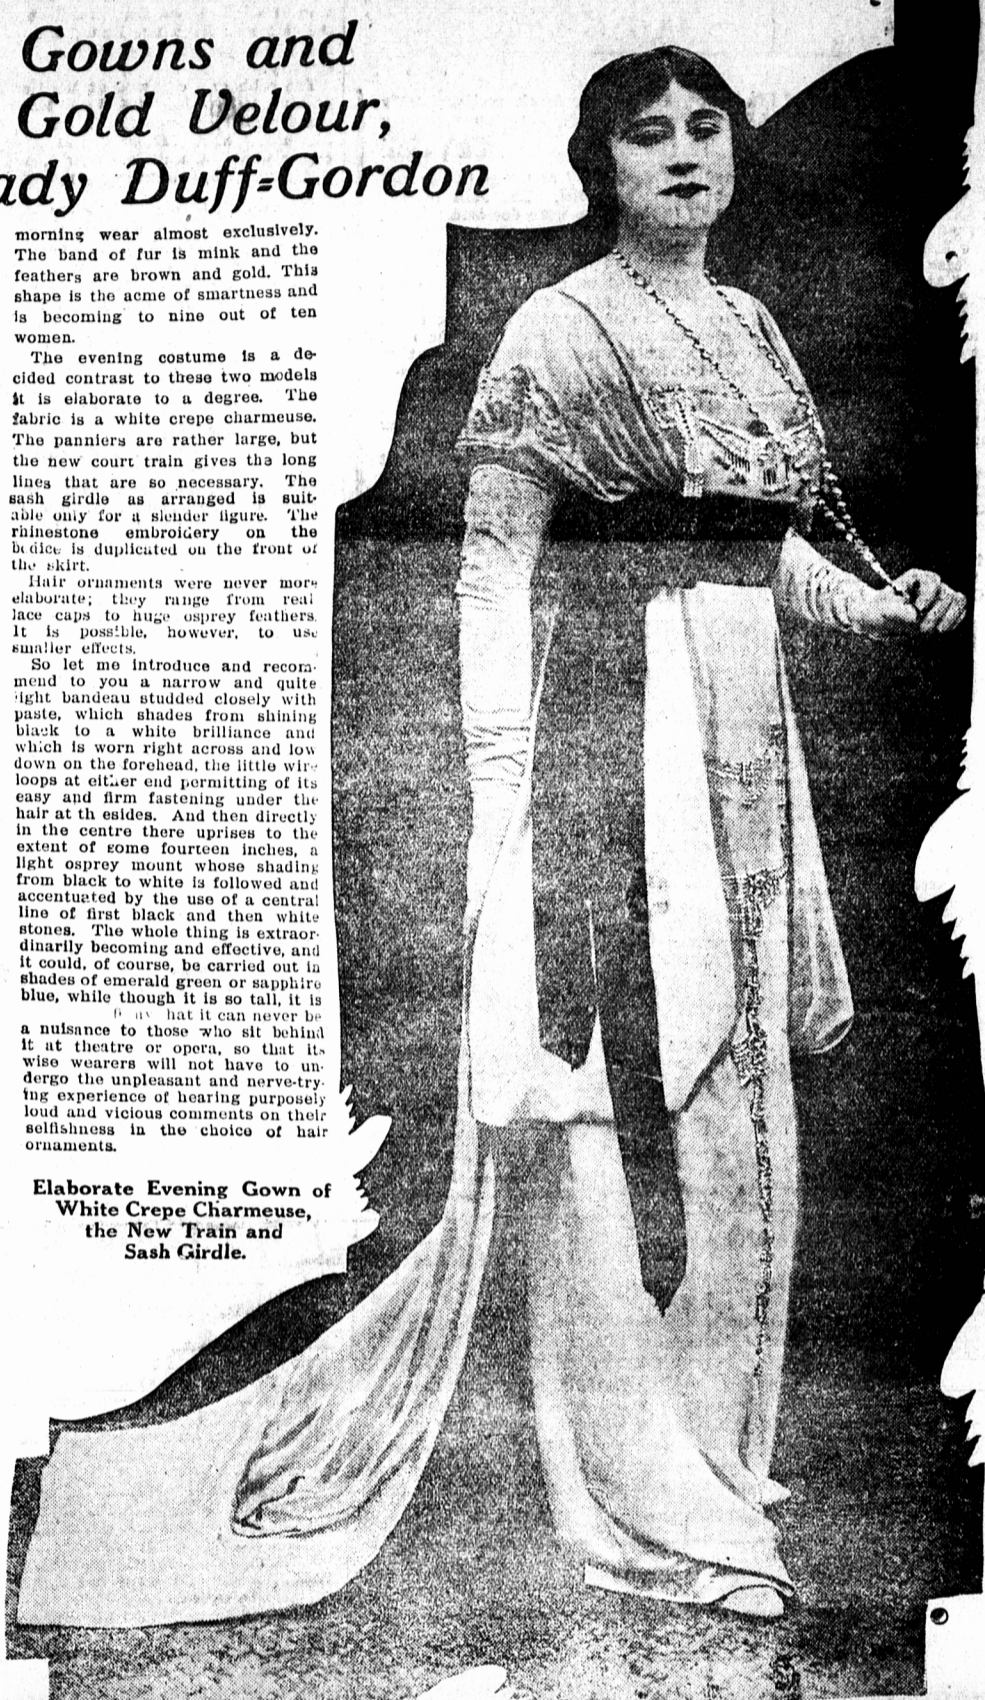 Gowns and
Gold Velour,
ady Duff-Gordon
morning wear almost exclusively.
The band of fur is mink and the
feathers are brown and gold. This
shape is the acme of smartness and
is becoming to nine out of ten
women.
The evening costume is a de-
cided contrast to these two models
It is elaborate to a degree. The
fabric is a white crepe charmeuse.
The panniers are rather large, but
the new court train gives tha long
lines that are so necessary. The
sash girdle as arranged is suit-
able only for a slender figure. The
rhinestone embroidery on the
bodice is duplicated on the front of
the skirt.
Hair ornaments were never more
elaborate; they range from real
lace caps to huge osprey feathers.
It is possible, however, to use
smaller effects.
So let me introduce and recom-
mend to you a narrow and quite
ight bandeau studded closely with
paste, which shades from shining
black to a white brilliance and
which is worn right across and low
down on the forehead, the little wire
loops at either end permitting of its
easy and firm fastening under the
hair at th esides. And then directly
in the centre there uprises to the
extent of some fourteen inches, a
light osprey mount whose shading
from black to white is followed and
accentuated by the use of a central
line of first black and then white
stones. The whole thing is extraor-
dinarily becoming and effective, and
it could, of course, be carried out in
shades of emerald green or sapphire
blue, while though it is so tall, it is
hat it can never be
a nuisance to those who sit behind
it at theatre or opera, so that its
wise wearers will not have to un-
dergo the unpleasant and nerve-try-
ing experience of hearing purposely
loud and vicious comments on their
selfishness in the choice of hair
ornaments.
Elaborate Evening Gown of
White Crepe Charmeuse,
the New Train and
Sash Girdle.